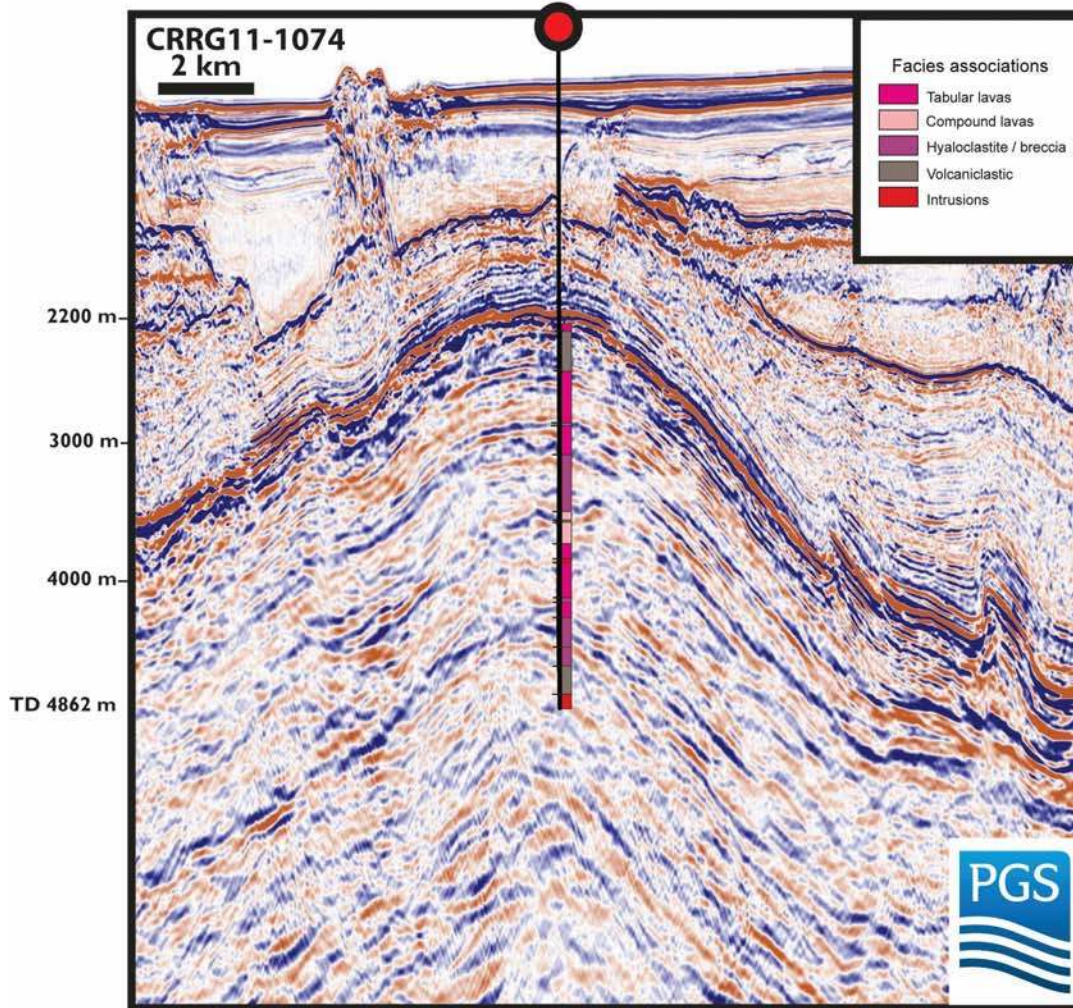 CRRG11-1074
2 km
Facies associations
Tabular lavas
Compound lavas
Hyaloclastite / breccia
Volcaniclastic
Intrusions
2200 m
3000 m
4000 m
TD 4862 m
PGS